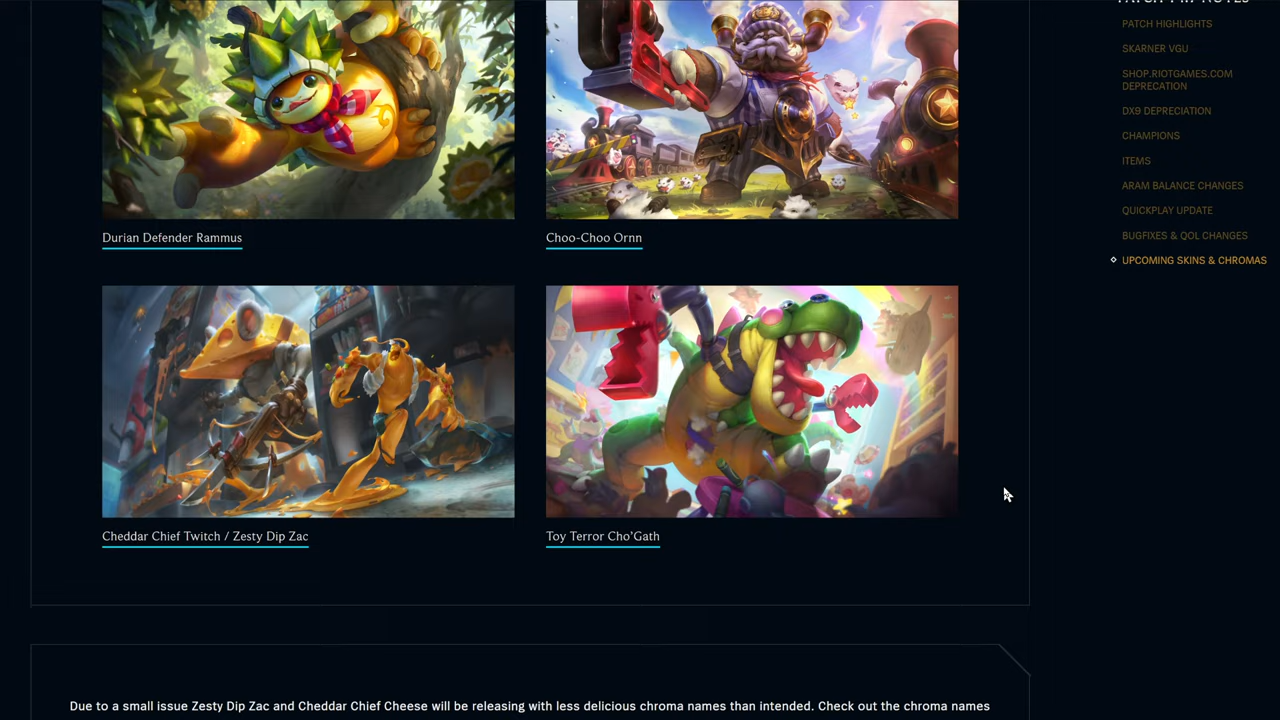 PATCH HIGHLIGHTS
SKARNER VGU
SHOP.RIOTGAMES.COM
DEPRECATION
DX9 DEPRECIATION
CHAMPIONS
ITEMS
ARAM BALANCE CHANGES
QUICKPLAY UPDATE
BUGFIXES & QOL CHANGES
UPCOMING SKINS & CHROMAS
Durian Defender Rammus
Choo-Choo Ornn
Cheddar Chief Twitch / Zesty Dip Zac
Toy Terror Cho'Gath
Due to a small issue Zesty Dip Zac and Cheddar Chief Cheese will be releasing with less delicious chroma names than intended. Check out the chroma names